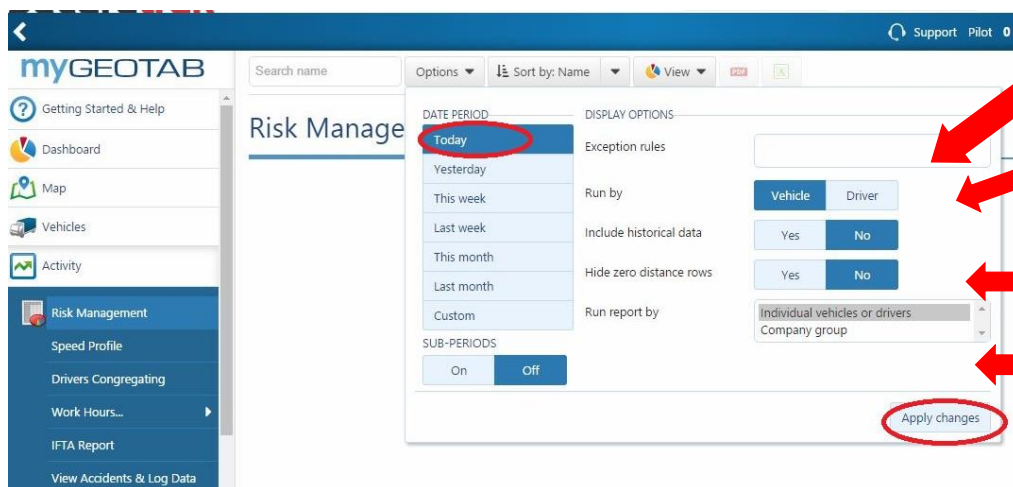 Support Pilot 0
myGEOTAB
Search name
Options
Sort by: Name
View
PDF
X
Getting Started & Help
Dashboard
Map
Vehicles
Activity
Risk Management
Speed Profile
Drivers Congregating
Work Hours...
IFTA Report
View Accidents & Log Data
Risk Manage
DATE PERIOD
Today
Yesterday
This week
Last week
This month
Last month
Custom
SUB-PERIODS
On Off
DISPLAY OPTIONS
Exception rules
Run by Vehicle Driver
Include historical data Yes No
Hide zero distance rows Yes No
Run report by Individual vehicles or drivers
Company group
Apply changes